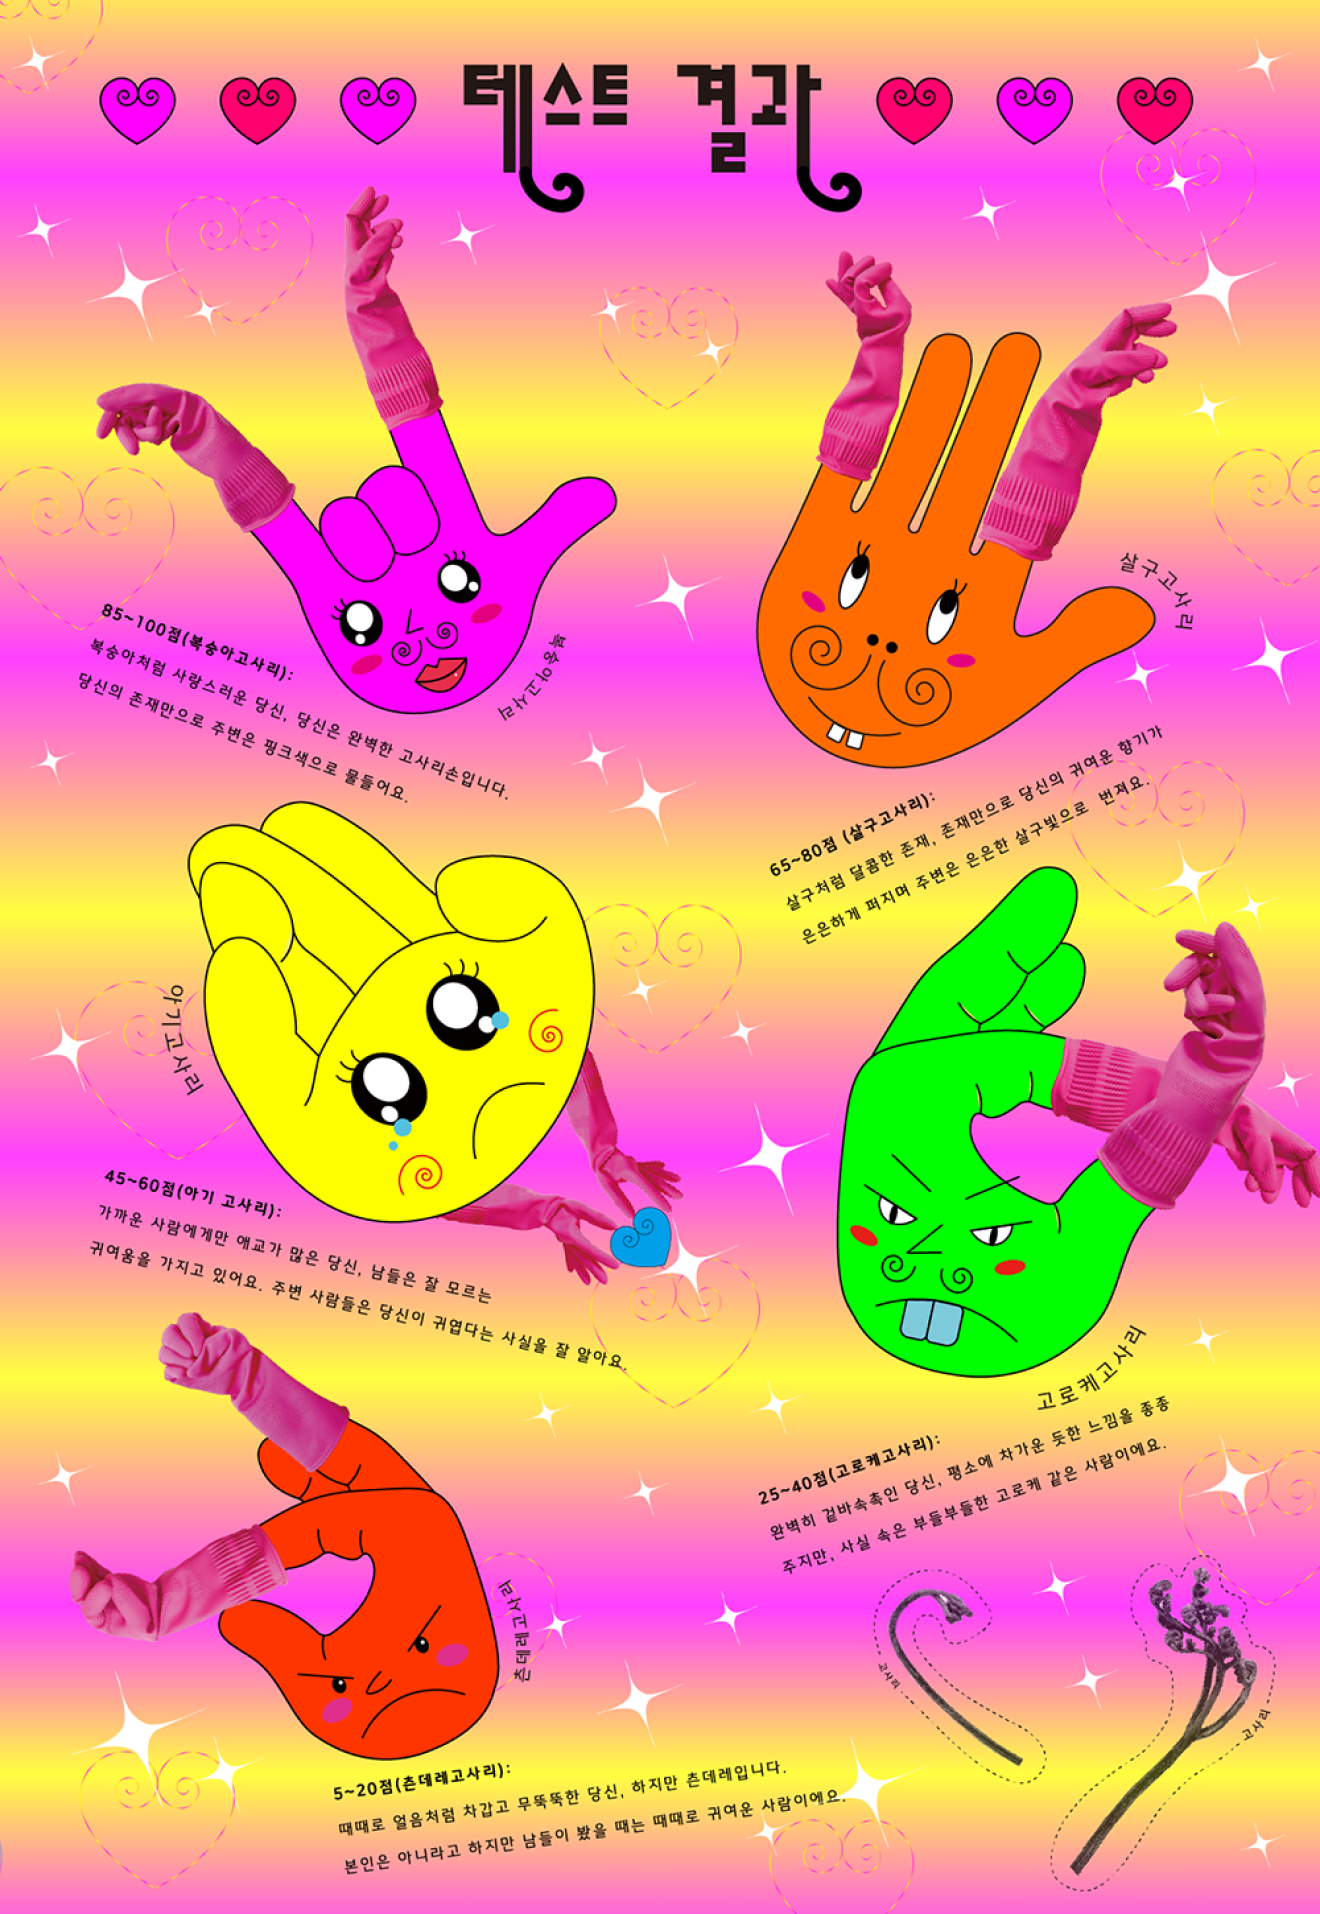 테스트 결과
85~100점(복숭아고사리):
복숭아처럼 사랑스러운 당신, 당신은 완벽한 고사리손입니다.
당신의 존재만으로 주변은 핑크색으로 물들어요.
복숭아고사리
살구고사리
65~80점 (살구고사리):
살구처럼 달콤한 존재, 존재만으로 당신의 귀여운 향기가
은은하게 퍼지며 주변은 은은한 살구빛으로 번져요.
아기고사리
45~60점(아기 고사리):
가까운 사람에게만 애교가 많은 당신, 남들은 잘 모르는
귀여움을 가지고 있어요. 주변 사람들은 당신이 귀엽다는 사실을 잘 알아요.
고로케고사리
25~40점(고로케고사리):
완벽히 겉바속촉인 당신, 평소에 차가운 듯한 느낌을 종종
주지만, 사실 속은 부들부들한 고로케 같은 사람이에요.
츤데레고사리
5~20점(츤데레고사리):
때때로 얼음처럼 차갑고 무뚝뚝한 당신, 하지만 츤데레입니다.
본인은 아니라고 하지만 남들이 봤을 때는 때때로 귀여운 사람이에요.
고사리
고사리